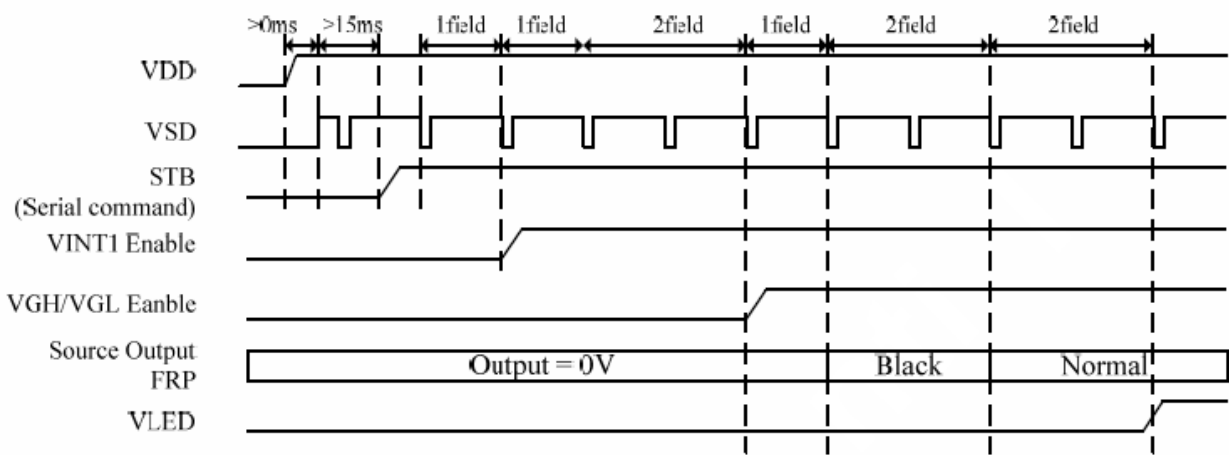 >0ms >15ms 1field 1field 2field 1field 2field 2field
VDD
VSD
STB
(Serial command)
VINT1 Enable
VGH/VGL Eanble
Source Output
FRP
Output = 0V Black Normal
VLED